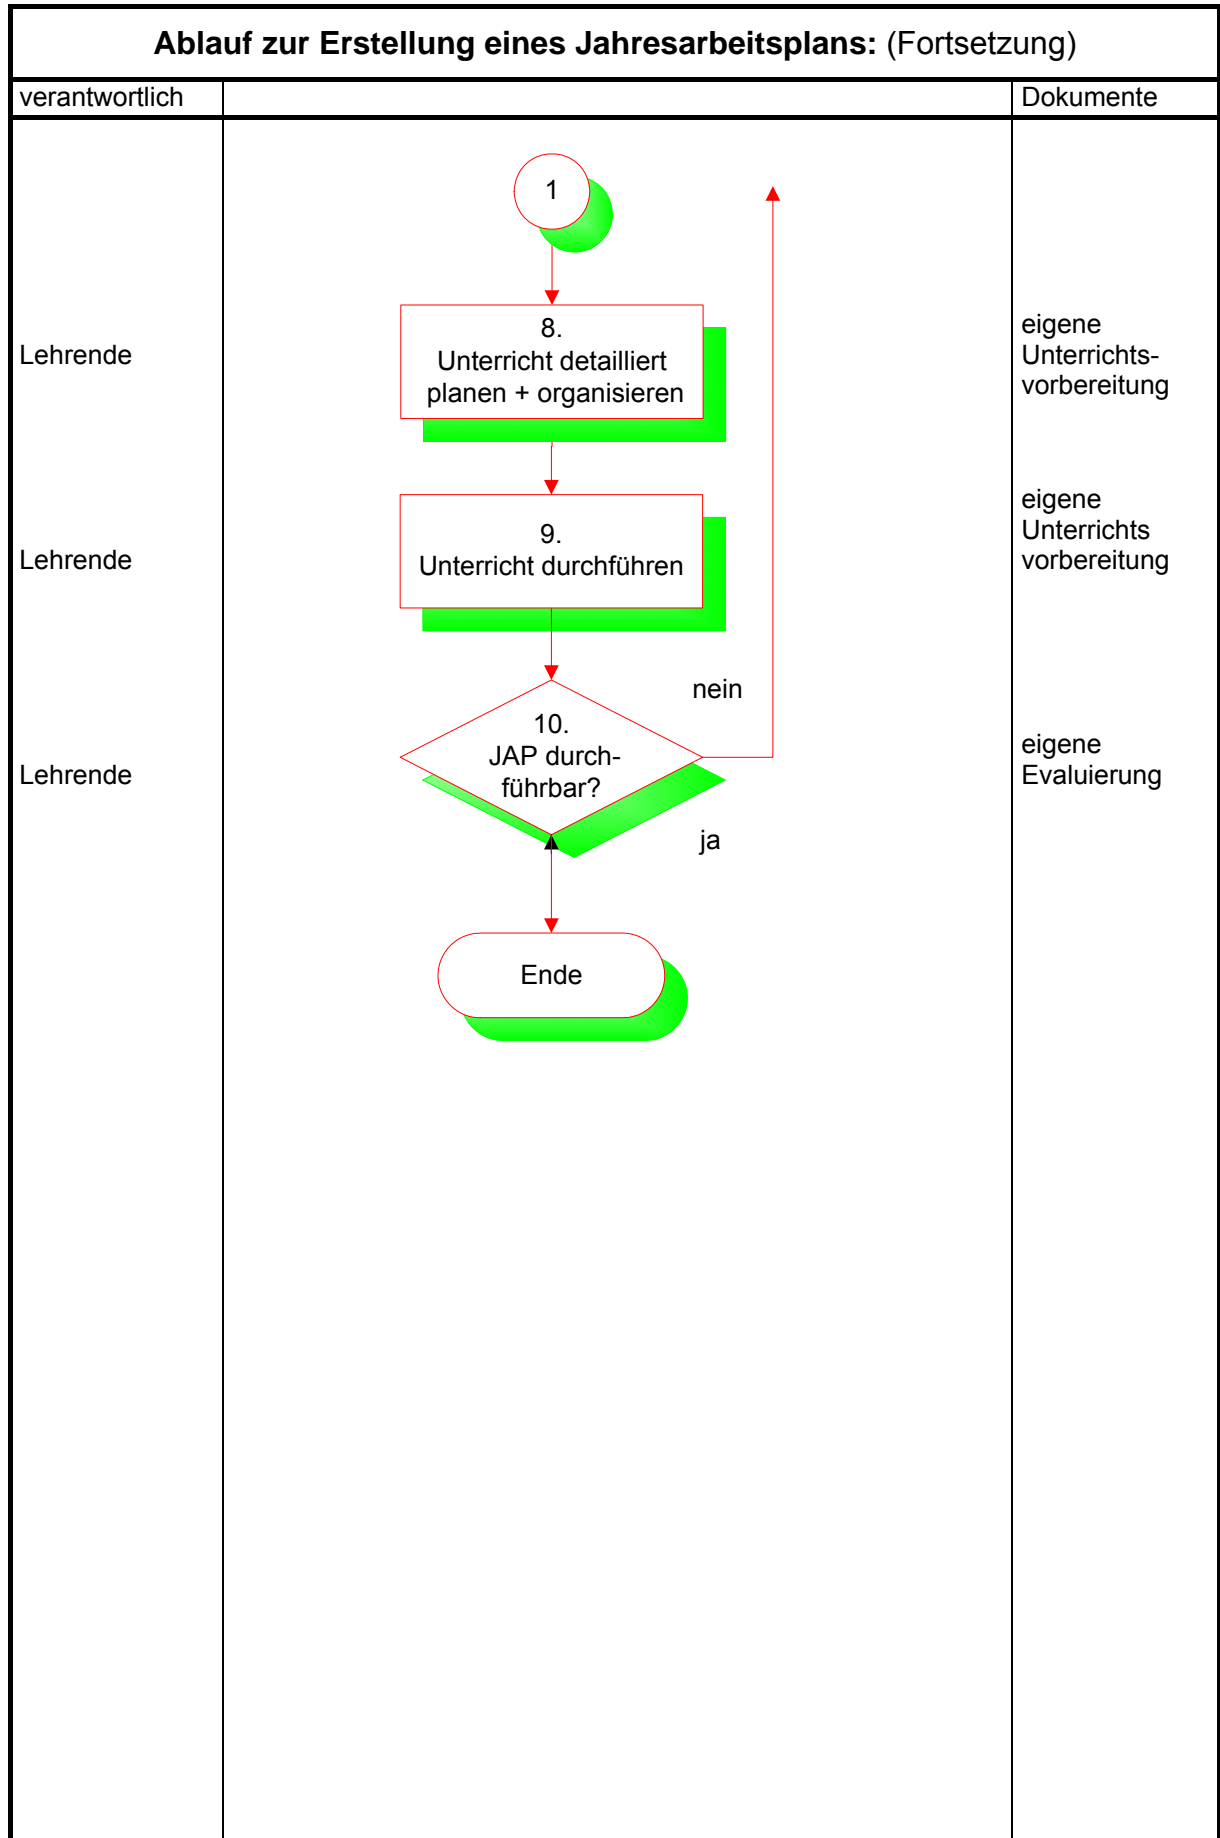 Ablauf zur Erstellung eines Jahresarbeitsplans: (Fortsetzung)
verantwortlich
Dokumente
1
Lehrende
8.
Unterricht detailliert
planen + organisieren
eigene
Unterrichts-
vorbereitung
Lehrende
9.
Unterricht durchführen
eigene
Unterrichts
vorbereitung
nein
Lehrende
10.
JAP durch-
führbar?
eigene
Evaluierung
ja
Ende